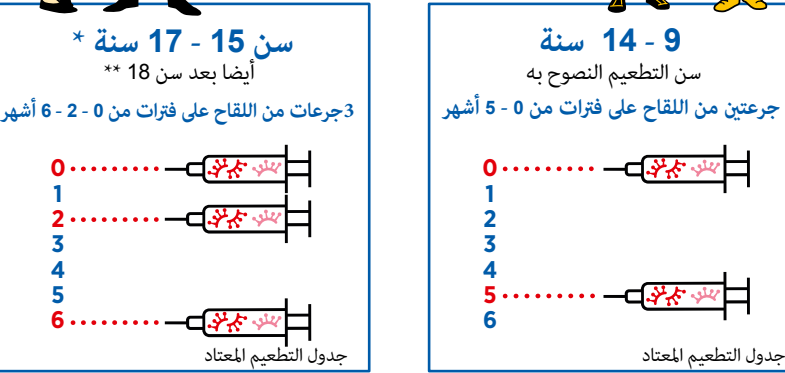 9 - 14 سنة
سن التطعيم النصوح به
جرعتين من اللقاح على فترات من 0 - 5 أشهر
0
1
2
3
4
5
6
جدول التطعيم المعتاد
سن 15 - 17 سنة *
أيضا بعد سن 18 **
3جرعات من اللقاح على فترات من 0 - 2 - 6 أشهر
0
1
2
3
4
5
6
جدول التطعيم المعتاد